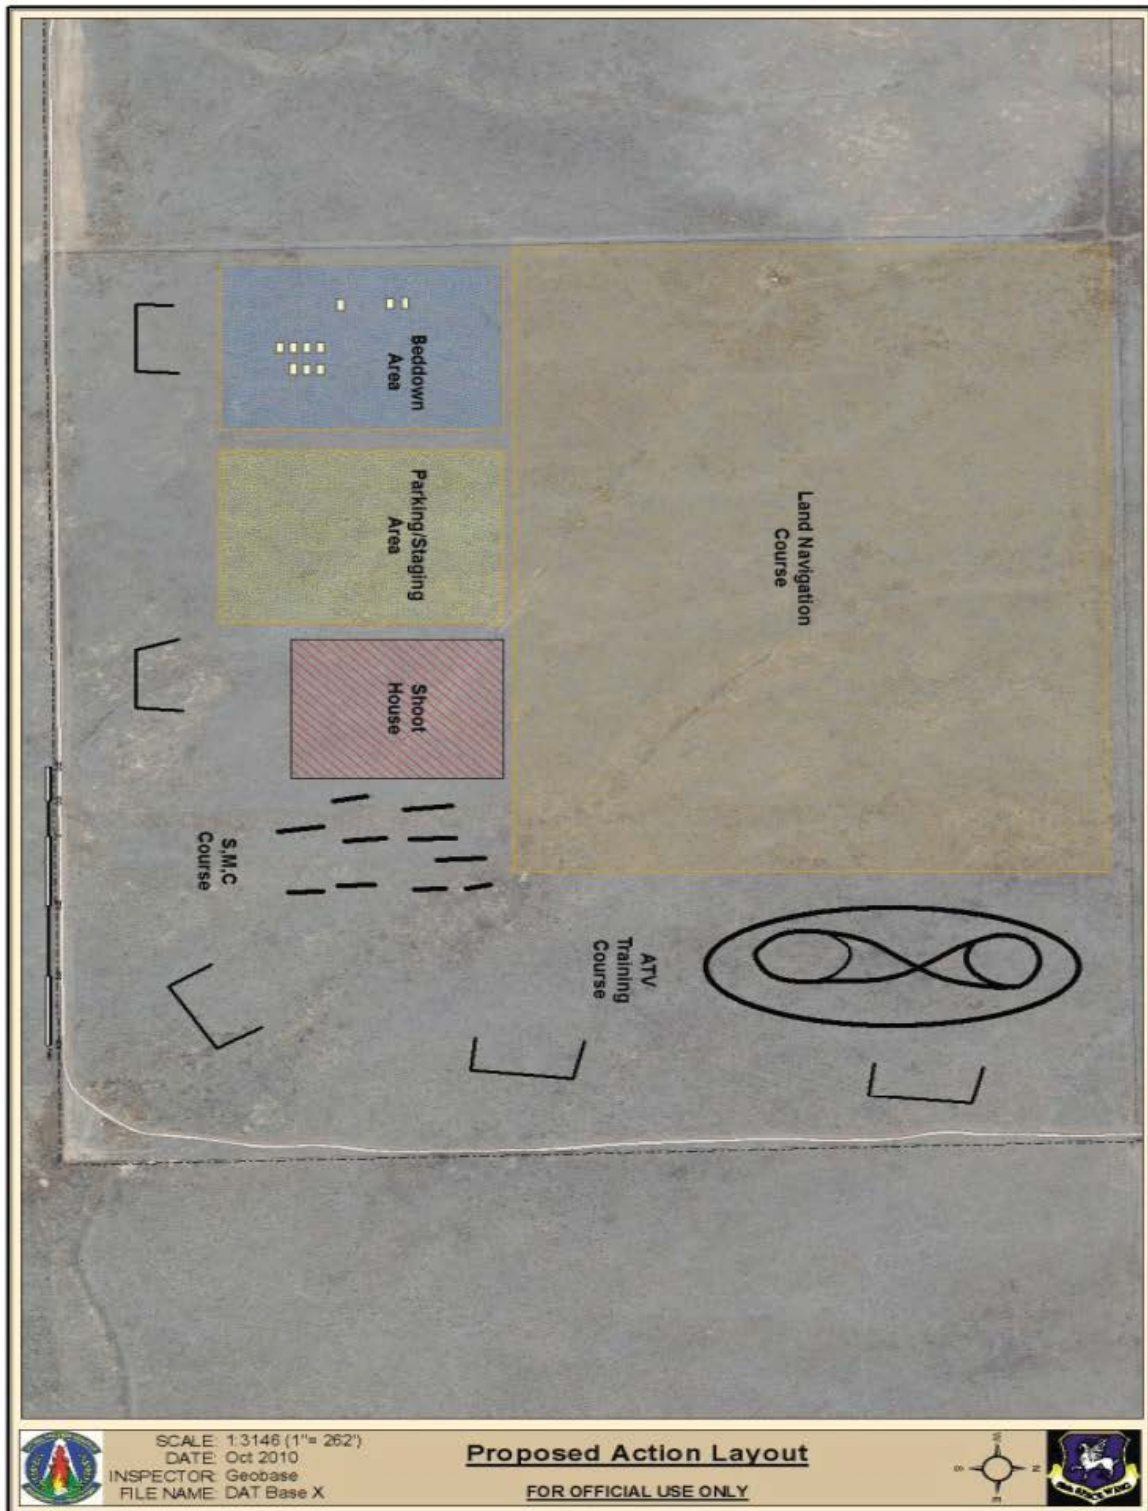 Beddown
Area
Parking/Staging
Area
Shoot
House
Land Navigation
Course
S,M,C
Course
ATV
Training
Course
SCALE: 1:3146 (1"= 262')
DATE: Oct 2010
INSPECTOR: Geobase
FILE NAME: DAT Base X
Proposed Action Layout
FOR OFFICIAL USE ONLY
W
N
S
E